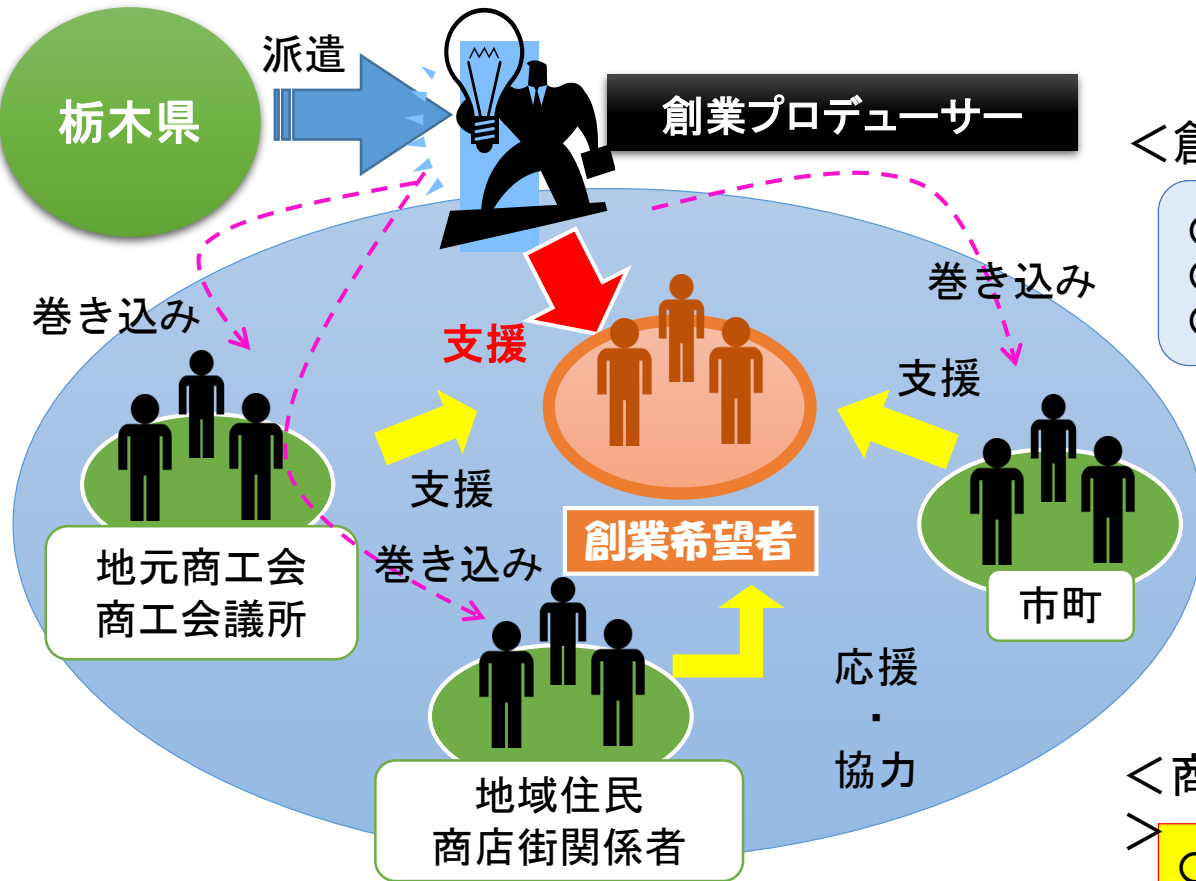 派遣
栃木県
創業プロデューサー
<
○
○
○
巻き込み
巻き込み
支援
支援
支援
創業希望者
巻き込み
地元商工会
商工会議所
市町
応援
・
協力
地域住民
商店街関係者
<商
>
○